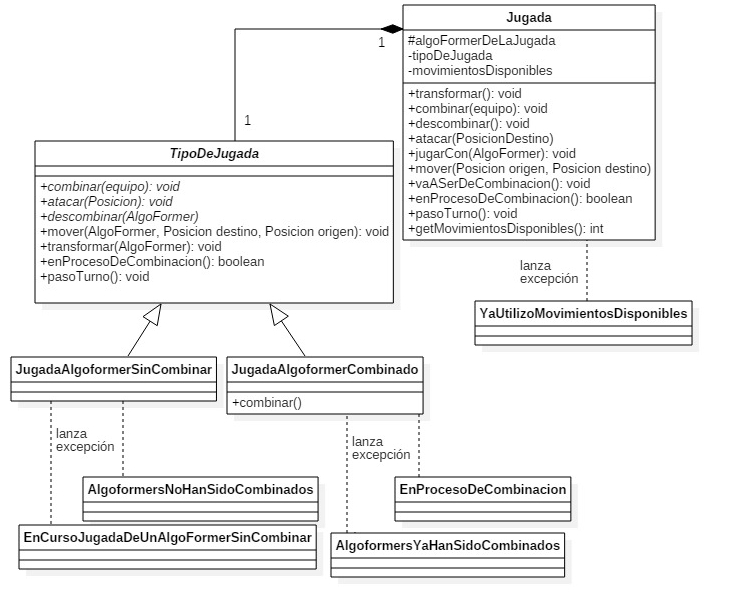 Jugada
#algoFormerDeLaJugada
-tipoDeJugada
-movimientosDisponibles
+transformar(): void
+combinar(equipo): void
+descombinar(): void
+atacar(PosicionDestino)
+jugarCon(AlgoFormer): void
+mover(Posicion origen, Posicion destino)
+vaASerDeCombinacion(): void
+enProcesoDeCombinacion(): boolean
+pasoTurno(): void
+getMovimientosDisponibles(): int
1
1
TipoDeJugada
+combinar(equipo): void
+atacar(Posicion): void
+descombinar(AlgoFormer)
+mover(AlgoFormer, Posicion destino, Posicion origen): void
+transformar(AlgoFormer): void
+enProcesoDeCombinacion(): boolean
+pasoTurno(): void
lanza
excepción
YaUtilizoMovimientosDisponibles
JugadaAlgoformerSinCombinar
JugadaAlgoformerCombinado
+combinar()
lanza
excepción
lanza
excepción
AlgoformersNoHanSidoCombinados
EnProcesoDeCombinacion
EnCursoJugadaDeUnAlgoFormerSinCombinar
AlgoformersYaHanSidoCombinados